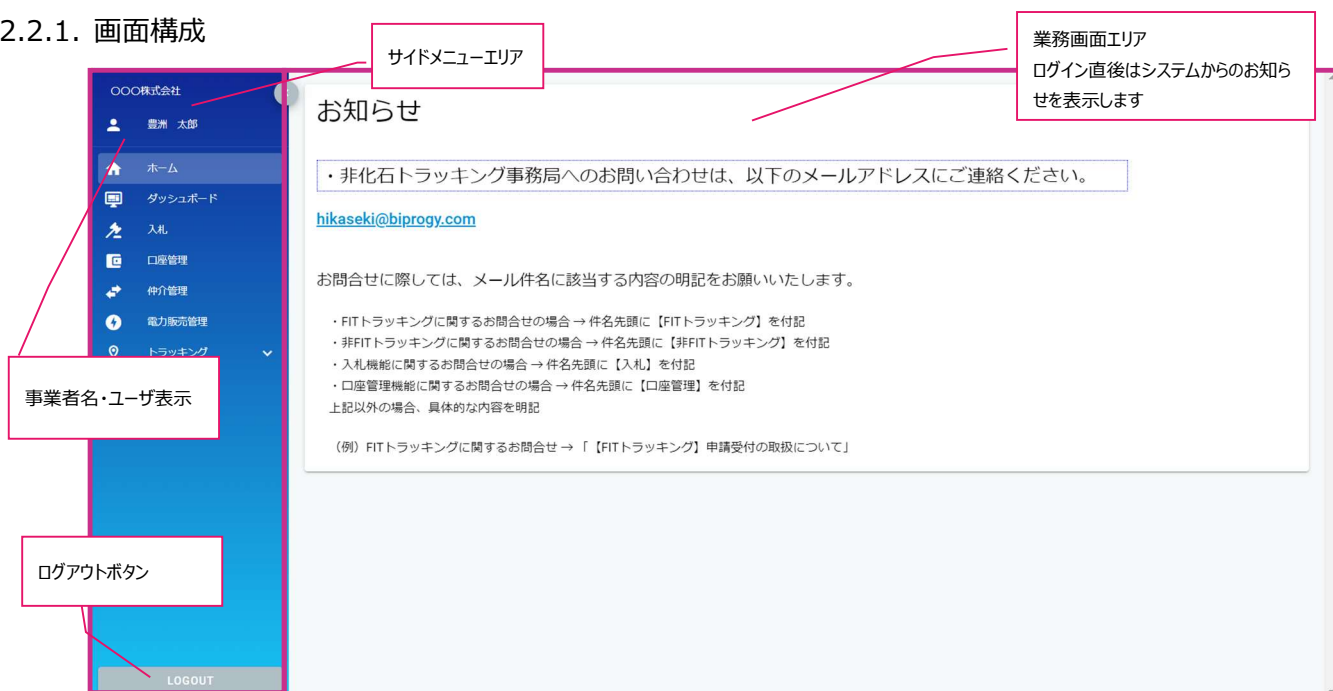 2.2.1. 画面構成
サイドメニューエリア
業務画面エリア
ログイン直後はシステムからのお知ら
せを表示します
〇〇〇株式会社
豊洲 太郎
ホーム
ダッシュボード
入札
口座管理
仲介管理
電力販売管理
トラッキング
事業者名・ユーザ表示
ログアウトボタン
LOGOUT
お知らせ
・非化石トラッキング事務局へのお問い合わせは、以下のメールアドレスにご連絡ください。
hikaseki@biprogy.com
お問合せに際しては、メール件名に該当する内容の明記をお願いいたします。
・FITトラッキングに関するお問合せの場合 → 件名先頭に【FITトラッキング】を付記
・非FITトラッキングに関するお問合せの場合 → 件名先頭に【非FITトラッキング】を付記
・入札機能に関するお問合せの場合 → 件名先頭に【入札】を付記
・口座管理機能に関するお問合せの場合 → 件名先頭に【口座管理】を付記
上記以外の場合、具体的な内容を明記
（例）FITトラッキングに関するお問合せ → 「【FITトラッキング】申請受付の取扱について」